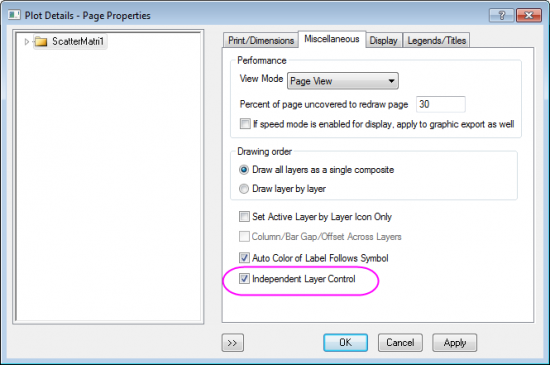 Plot Details - Page Properties
ScatterMatri1
Print/Dimensions Miscellaneous Display Legends/Titles
Performance
View Mode Page View
Percent of page uncovered to redraw page 30
If speed mode is enabled for display, apply to graphic export as well
Drawing order
Draw all layers as a single composite
Draw layer by layer
Set Active Layer by Layer Icon Only
Column/Bar Gap/Offset Across Layers
Auto Color of Label Follows Symbol
Independent Layer Control
>> OK Cancel Apply